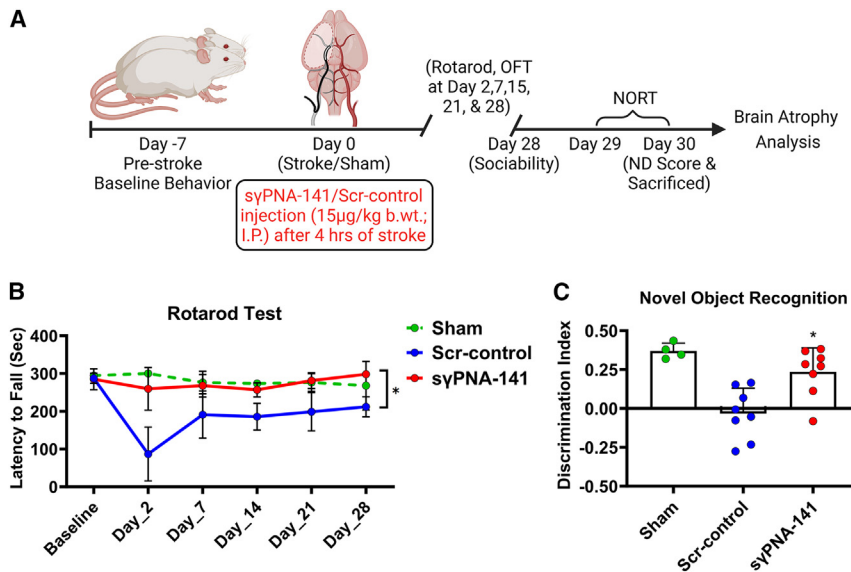 A
(Rotarod, OFT
at Day 2,7,15,
21, & 28)
NORT
Day -7
Pre-stroke
Baseline Behavior
Day 0
(Stroke/Sham)
Day 28
(Sociability)
Day 29
Day 30
(ND Score &
Sacrificed)
Brain Atrophy
Analysis
sγPNA-141/Scr-control
injection (15μg/kg b.wt.;
I.P.) after 4 hrs of stroke
B
Rotarod Test
Latency to Fall (Sec)
400
300
200
100
0
Baseline
Day_2
Day_7
Day_14
Day_21
Day_28
Sham
Scr-control
sγPNA-141
*
C
Novel Object Recognition
Discrimination Index
0.50
0.25
0.00
-0.25
-0.50
*
Sham
Scr-control
sγPNA-141